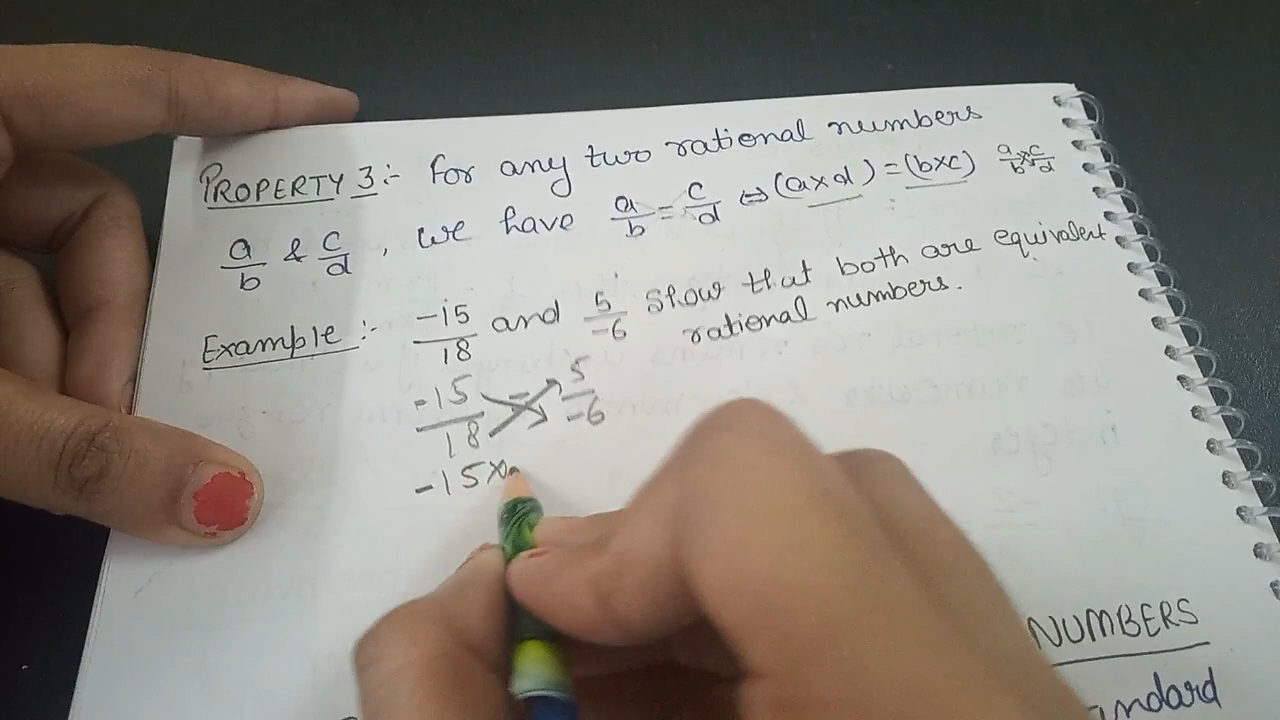 PROPERTY 3:- For any two rational numbers
a/b & c/d, we have a/b = c/d ⇔ (a×d) = (b×c) a/b × c/d
Example:- -15/18 and 5/-6 show that both are equivalent
rational numbers.
-15/18 = 5/-6
-15×
NUMBERS
andard